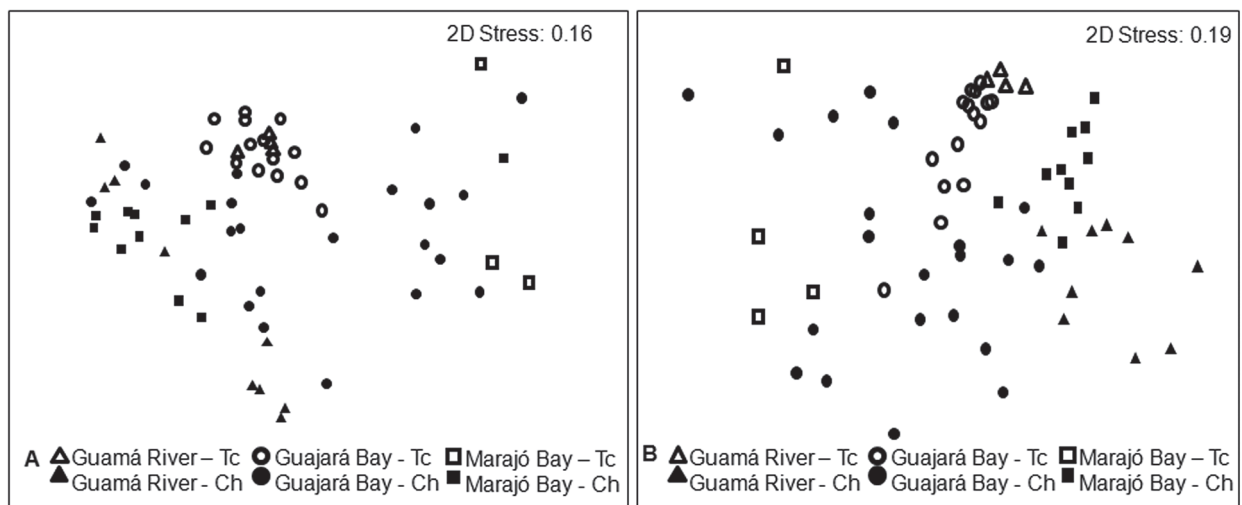 2D Stress: 0.16
A Guamá River – Tc Guajará Bay - Tc Marajó Bay – Tc
Guamá River - Ch Guajará Bay - Ch Marajó Bay - Ch
2D Stress: 0.19
B Guamá River – Tc Guajará Bay - Tc Marajó Bay – Tc
Guamá River - Ch Guajará Bay - Ch Marajó Bay - Ch